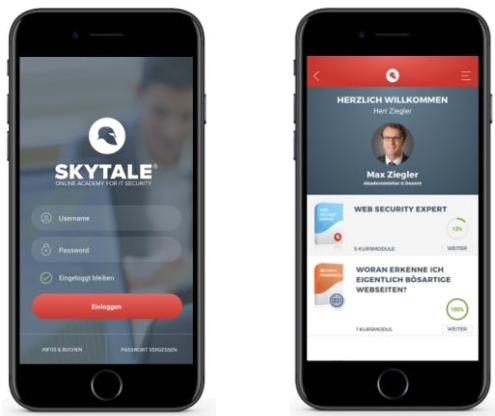 SKYTALE®
ONLINE ACADEMY FOR IT SECURITY
Username
Password
Eingeloggt bleiben
Einloggen
INFOS & BUCHEN
PASSWORT VERGESSEN
HERZLICH WILLKOMMEN
Herr Ziegler
Max Ziegler
Akademieleiter & Dozent
WEB SECURITY EXPERT
13%
5 KURSMODULE
WEITER
WORAN ERKENNE ICH
EIGENTLICH BÖSARTIGE
WEBSEITEN?
100%
1 KURSMODUL
WEITER